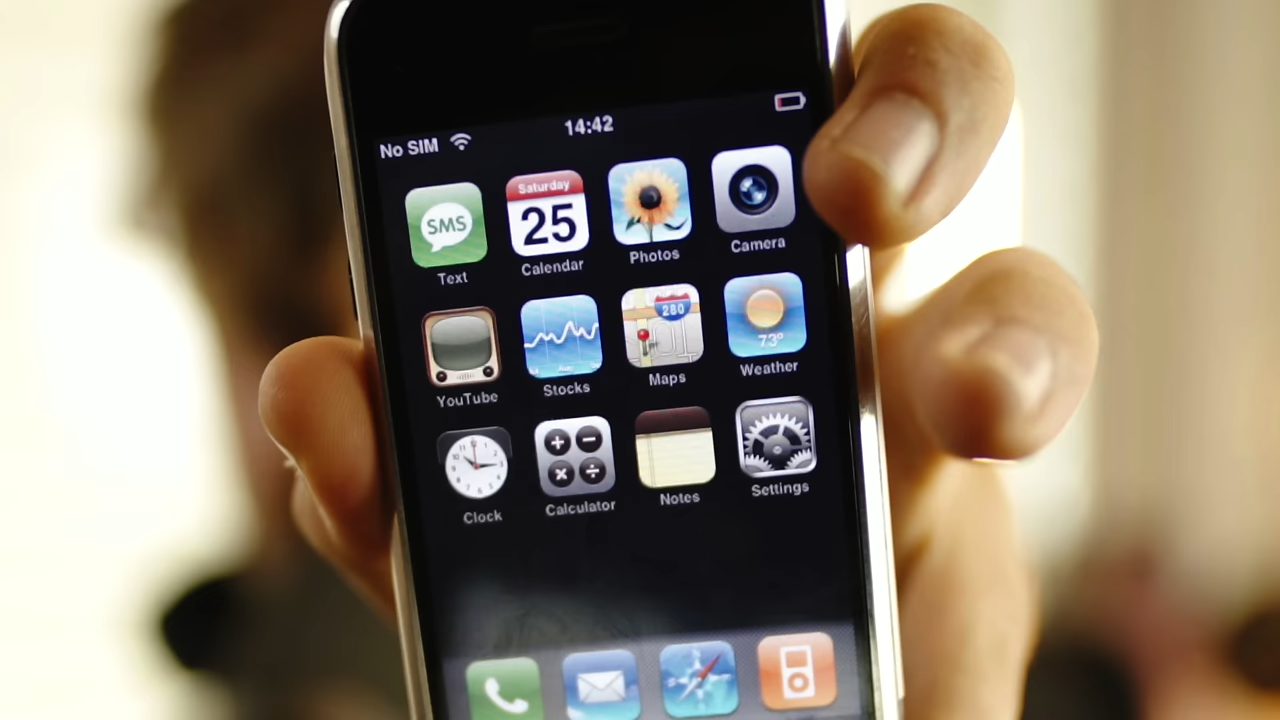 No SIM 14:42
SMS Saturday 25
Text Calendar Photos Camera
280 73°
YouTube Stocks Maps Weather
Clock Calculator Notes Settings